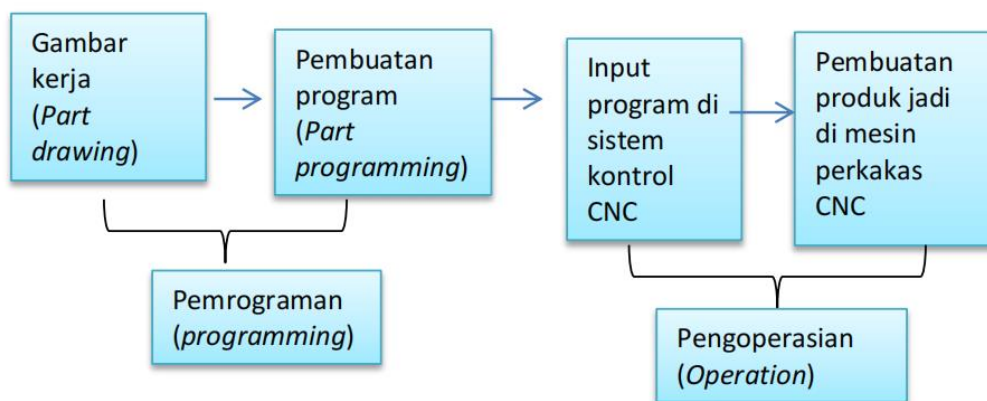 Gambar
kerja
(Part
drawing)
Pembuatan
program
(Part
programming)
Input
program di
sistem
kontrol
CNC
Pembuatan
produk jadi
di mesin
perkakas
CNC
Pemrograman
(programming)
Pengoperasian
(Operation)